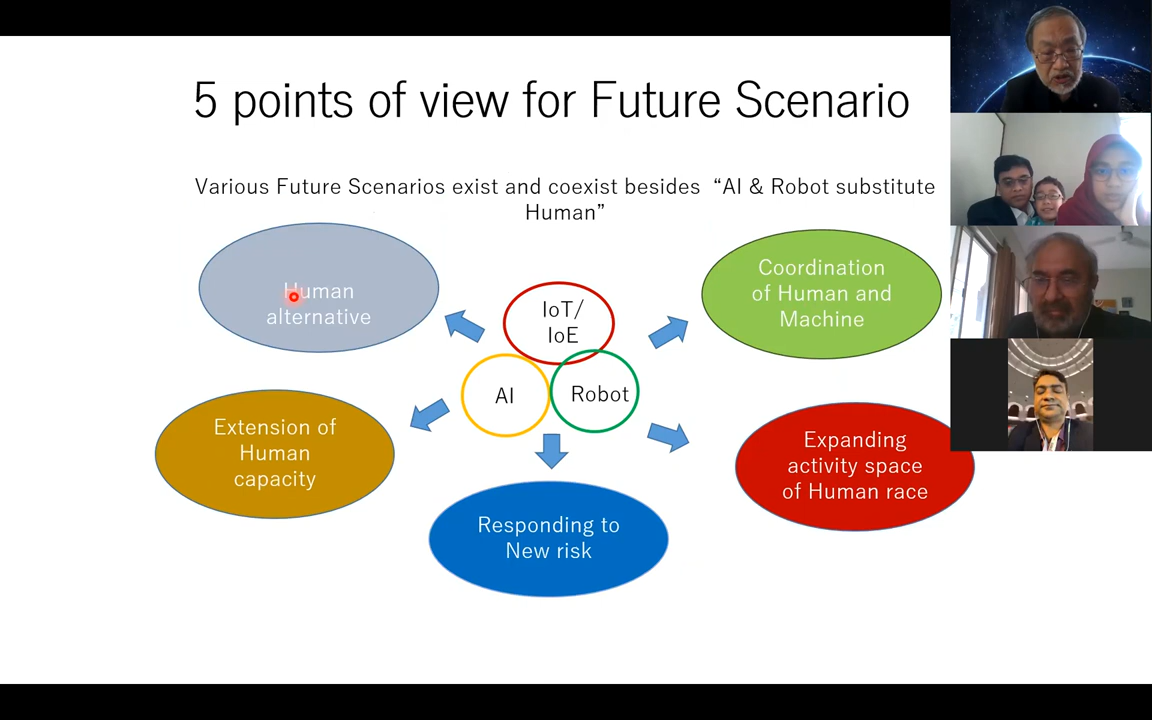 5 points of view for Future Scenario
Various Future Scenarios exist and coexist besides “AI & Robot substitute
Human”
Human
alternative
IoT/
IoE
Coordination
of Human and
Machine
AI
Robot
Extension of
Human
capacity
Expanding
activity space
of Human race
Responding to
New risk